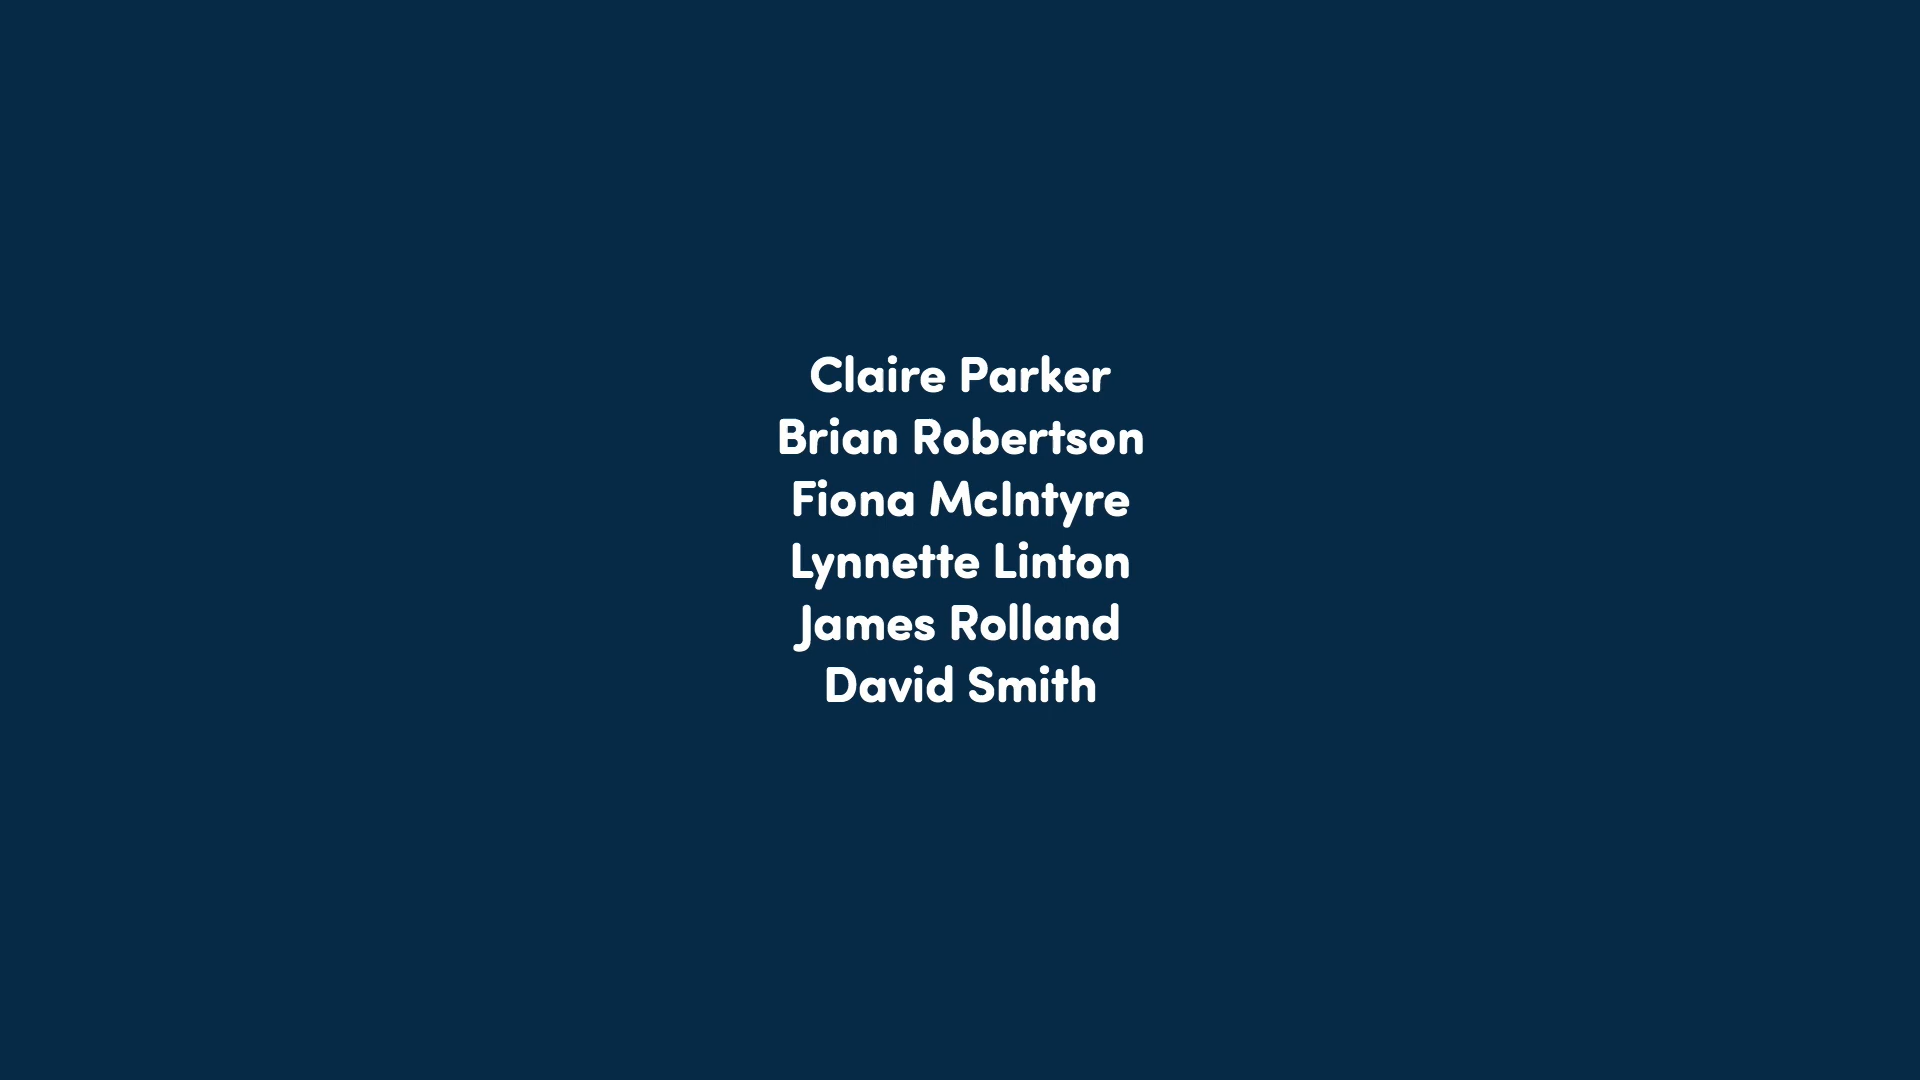 Claire Parker
Brian Robertson
Fiona McIntyre
Lynnette Linton
James Rolland
David Smith